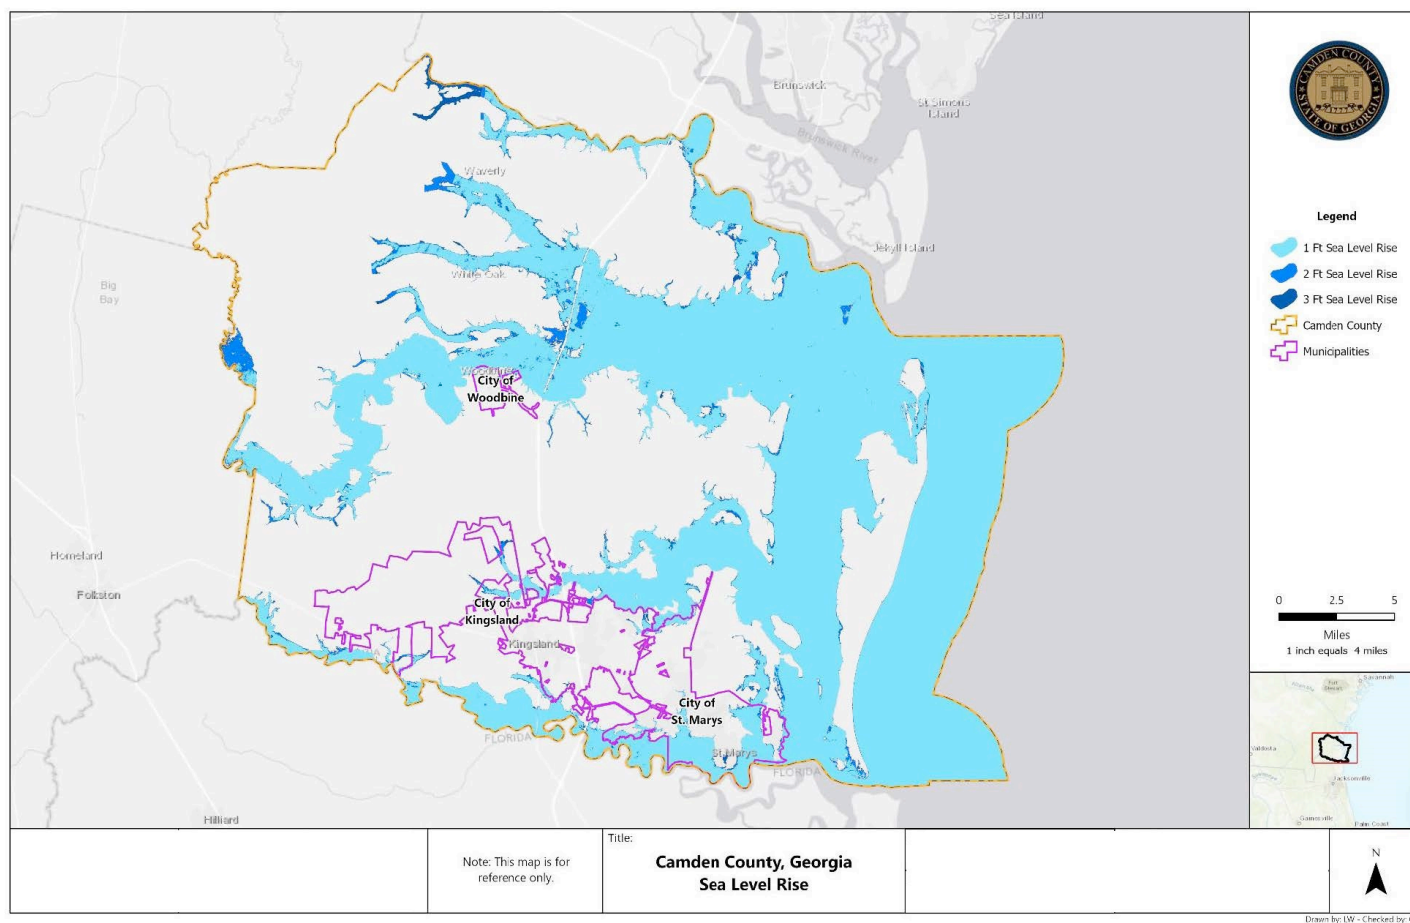 Sea Island
Brunswick
St Simons
Island
Brunswick River
Waverly
Jekyll Island
White Oak
Big
Bay
Woodbine
City of
Woodbine
Homeland
Folkston
City of
Kingsland
Kingsland
City of
St. Marys
St Marys
FLORIDA
FLORIDA
Hilliard
CAMDEN COUNTY
STATE OF GEORGIA
Legend
1 Ft Sea Level Rise
2 Ft Sea Level Rise
3 Ft Sea Level Rise
Camden County
Municipalities
0 2.5 5
Miles
1 inch equals 4 miles
Savannah
Fort
Stewart
Valdosta
Jacksonville
Gainesville
Palm Coast
Note: This map is for
reference only.
Title:
Camden County, Georgia
Sea Level Rise
N
Drawn by: LW - Checked by: